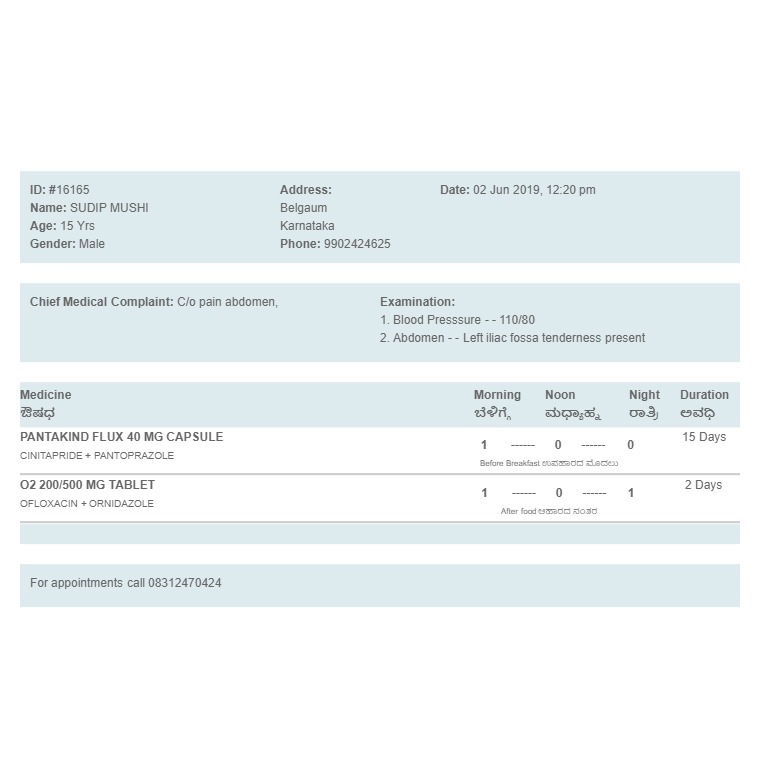 ID: #16165
Name: SUDIP MUSHI
Age: 15 Yrs
Gender: Male
Address:
Belgaum
Karnataka
Phone: 9902424625
Date: 02 Jun 2019, 12:20 pm
Chief Medical Complaint: C/o pain abdomen,
Examination:
1. Blood Presssure - - 110/80
2. Abdomen - - Left iliac fossa tenderness present
Medicine Morning Noon Night Duration
ಔಷಧ ಬೆಳಿಗ್ಗೆ ಮಧ್ಯಾಹ್ನ ರಾತ್ರಿ ಅವಧಿ
PANTAKIND FLUX 40 MG CAPSULE 1 ------ 0 ------ 0 15 Days
CINITAPRIDE + PANTOPRAZOLE Before Breakfast ಉಪಹಾರದ ಮೊದಲು
O2 200/500 MG TABLET 1 ------ 0 ------ 1 2 Days
OFLOXACIN + ORNIDAZOLE After food ಆಹಾರದ ನಂತರ
For appointments call 08312470424